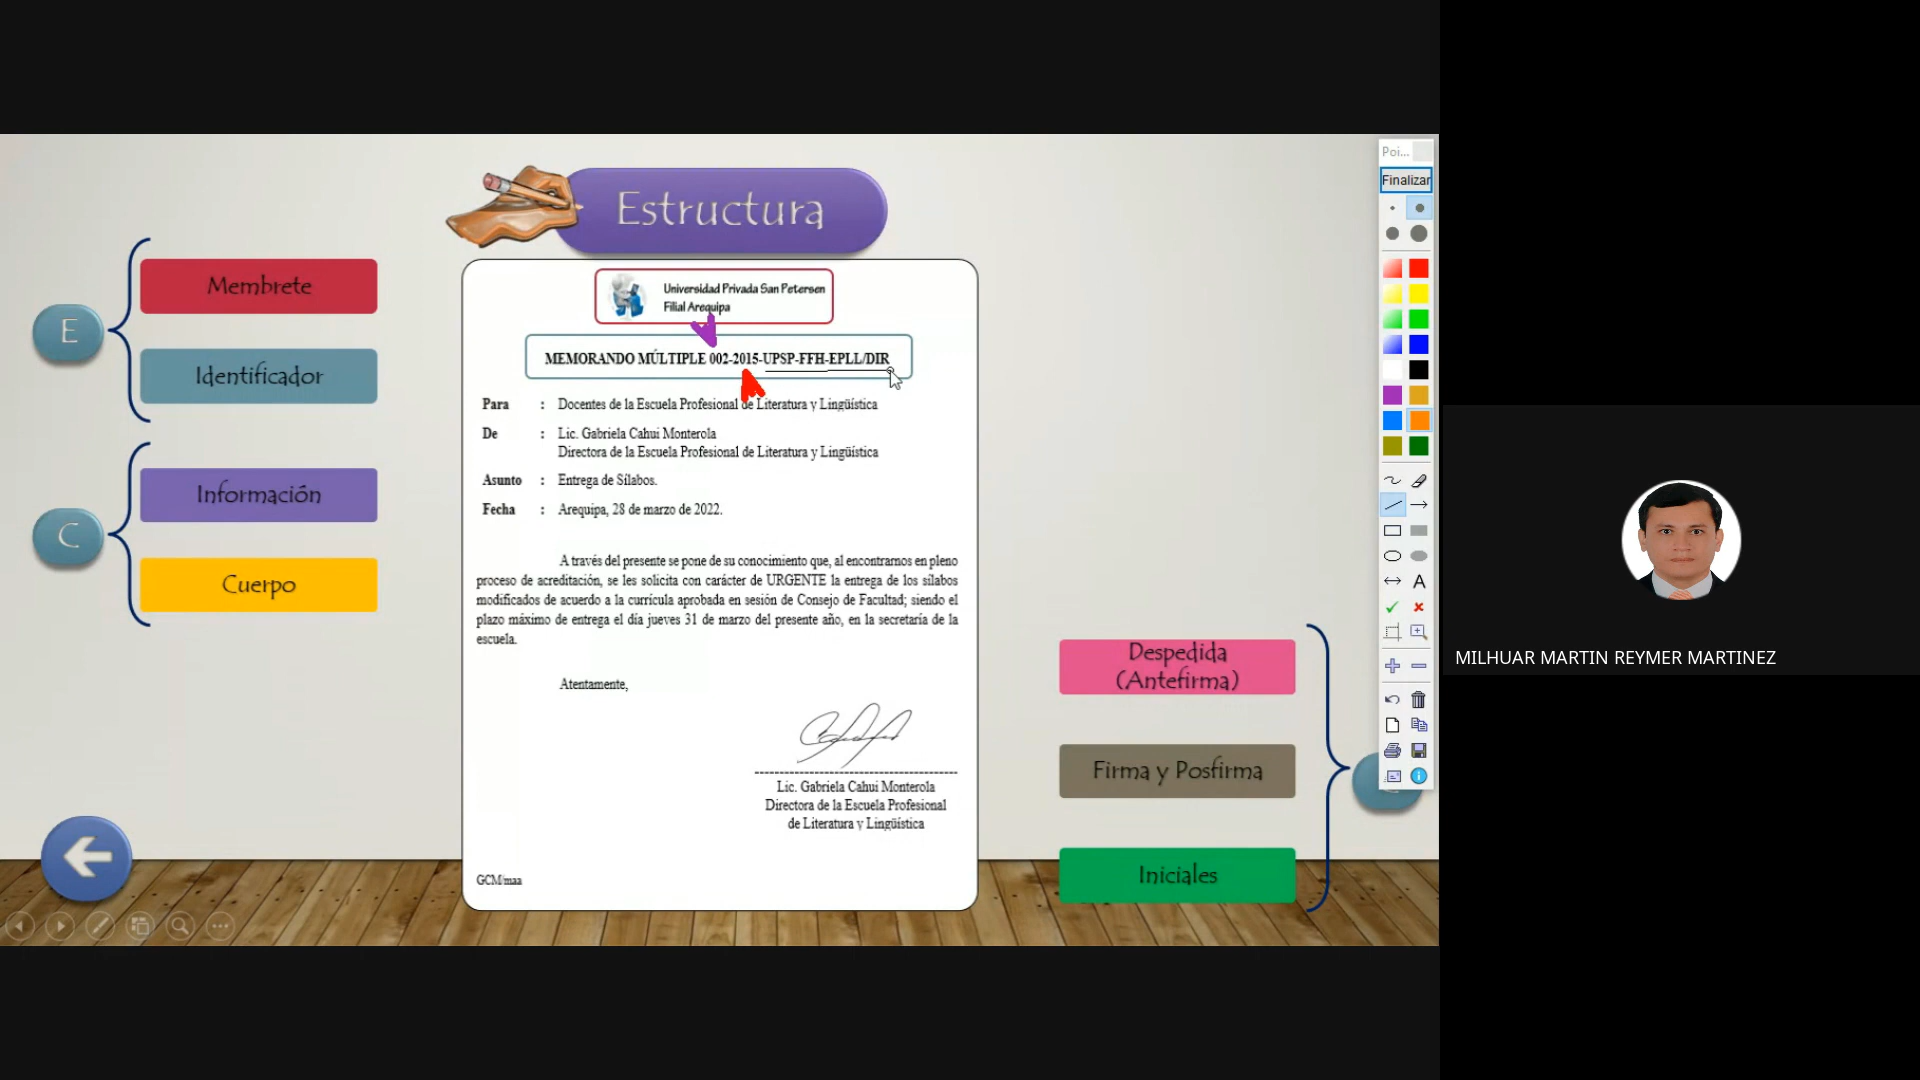 Poi...
Finalizar
A
Estructura
E
Membrete
Identificador
C
Información
Cuerpo
Universidad Privada San Petersen
Filial Arequipa
MEMORANDO MÚLTIPLE 002-2015-UPSP-FFH-EPLL/DIR
Para : Docentes de la Escuela Profesional de Literatura y Lingüística
De : Lic. Gabriela Cahui Monterola
Directora de la Escuela Profesional de Literatura y Lingüística
Asunto : Entrega de Sílabos.
Fecha : Arequipa, 28 de marzo de 2022.
A través del presente se pone de su conocimiento que, al encontrarnos en pleno
proceso de acreditación, se les solicita con carácter de URGENTE la entrega de los sílabos
modificados de acuerdo a la currícula aprobada en sesión de Consejo de Facultad; siendo el
plazo máximo de entrega el día jueves 31 de marzo del presente año, en la secretaría de la
escuela.
Atentamente,
Lic. Gabriela Cahui Monterola
Directora de la Escuela Profesional
de Literatura y Lingüística
GCM/maa
Despedida
(Antefirma)
Firma y Posfirma
Iniciales
MILHUAR MARTIN REYMER MARTINEZ